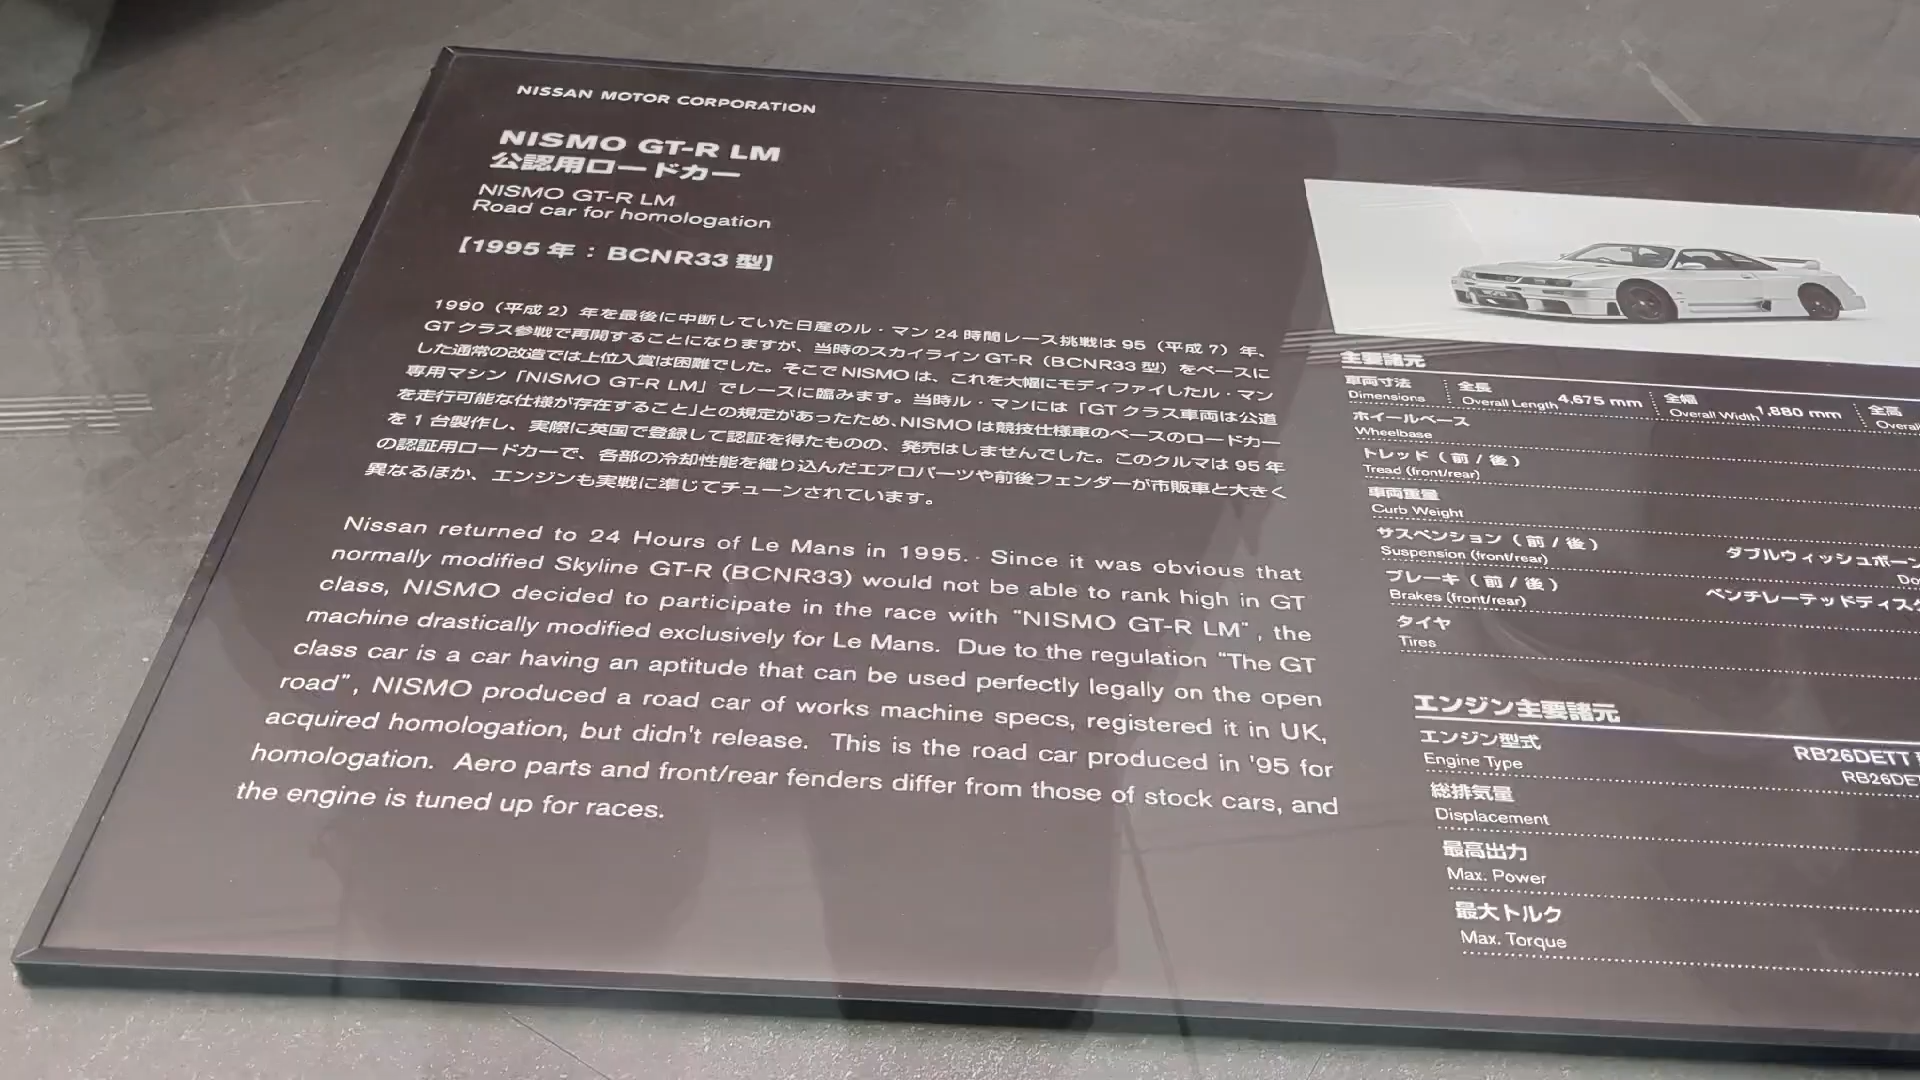 NISSAN MOTOR CORPORATION
NISMO GT-R LM
公認用ロードカー
NISMO GT-R LM
Road car for homologation
【1995 年：BCNR33 型】
1990（平成 2）年を最後に中断していた日産のル・マン 24 時間レース挑戦は 95（平成 7）年、
GT クラス参戦で再開することになりますが、当時のスカイライン GT-R（BCNR33 型）をベースに
した通常の改造では上位入賞は困難でした。そこで NISMO は、これを大幅にモディファイしたル・マン
専用マシン「NISMO GT-R LM」でレースに臨みます。当時ル・マンには「GT クラス車両は公道
を走行可能な仕様が存在すること」との規定があったため、NISMO は競技仕様車のベースのロードカー
を 1 台製作し、実際に英国で登録して認証を得たものの、発売はしませんでした。このクルマは 95 年
の認証用ロードカーで、各部の冷却性能を織り込んだエアロパーツや前後フェンダーが市販車と大きく
異なるほか、エンジンも実戦に準じてチューンされています。
Nissan returned to 24 Hours of Le Mans in 1995. Since it was obvious that
normally modified Skyline GT-R (BCNR33) would not be able to rank high in GT
class, NISMO decided to participate in the race with "NISMO GT-R LM", the
machine drastically modified exclusively for Le Mans. Due to the regulation "The GT
class car is a car having an aptitude that can be used perfectly legally on the open
road", NISMO produced a road car of works machine specs, registered it in UK,
acquired homologation, but didn't release. This is the road car produced in '95 for
homologation. Aero parts and front/rear fenders differ from those of stock cars, and
the engine is tuned up for races.
主要諸元
車両寸法 全長 4,675 mm 全幅 1,880 mm 全高
Dimensions Overall Length Overall Width Overal
ホイールベース
Wheelbase
トレッド（前 / 後）
Tread (front/rear)
車両重量
Curb Weight
サスペンション（前 / 後） ダブルウィッシュボーン
Suspension (front/rear) Do
ブレーキ（前 / 後） ベンチレーテッドディスク
Brakes (front/rear)
タイヤ
Tires
エンジン主要諸元
エンジン型式 RB26DETT
Engine Type RB26DET
総排気量
Displacement
最高出力
Max. Power
最大トルク
Max. Torque